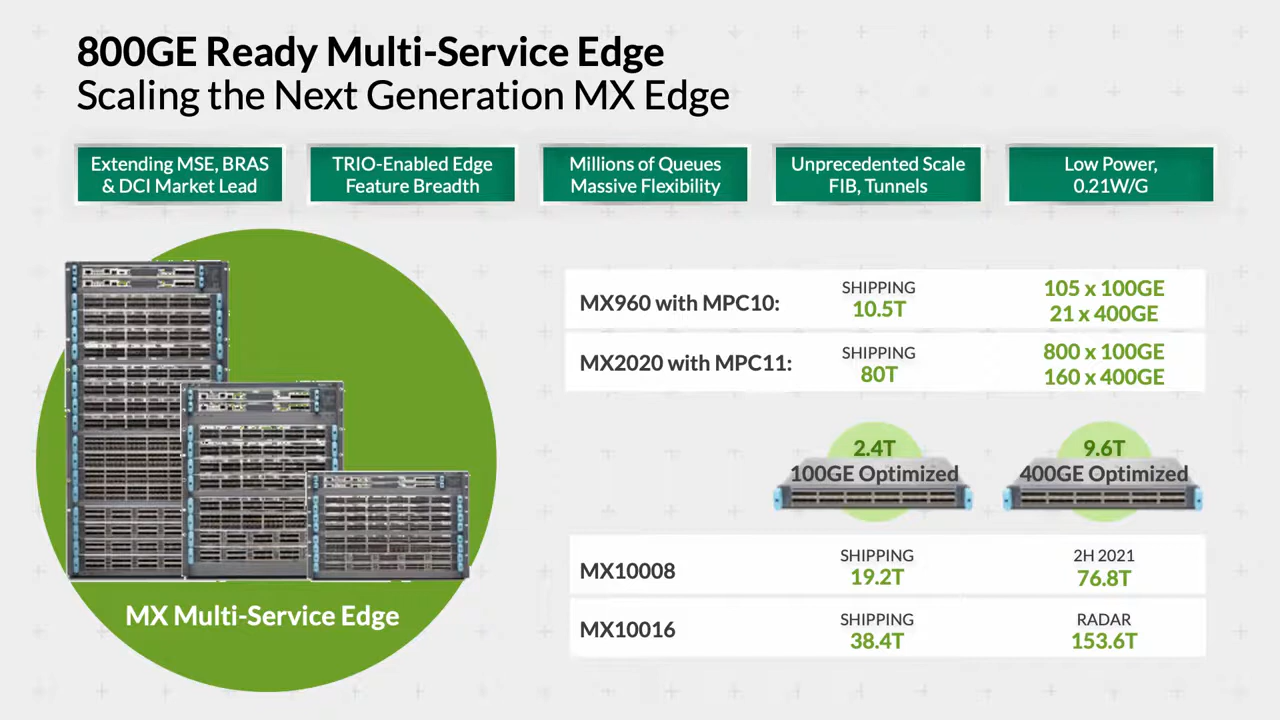 800GE Ready Multi-Service Edge
Scaling the Next Generation MX Edge
Extending MSE, BRAS
& DCI Market Lead
TRIO-Enabled Edge
Feature Breadth
Millions of Queues
Massive Flexibility
Unprecedented Scale
FIB, Tunnels
Low Power,
0.21W/G
MX960 with MPC10:
SHIPPING
10.5T
105 x 100GE
21 x 400GE
MX2020 with MPC11:
SHIPPING
80T
800 x 100GE
160 x 400GE
2.4T
100GE Optimized
9.6T
400GE Optimized
MX10008
SHIPPING
19.2T
2H 2021
76.8T
MX10016
SHIPPING
38.4T
RADAR
153.6T
MX Multi-Service Edge